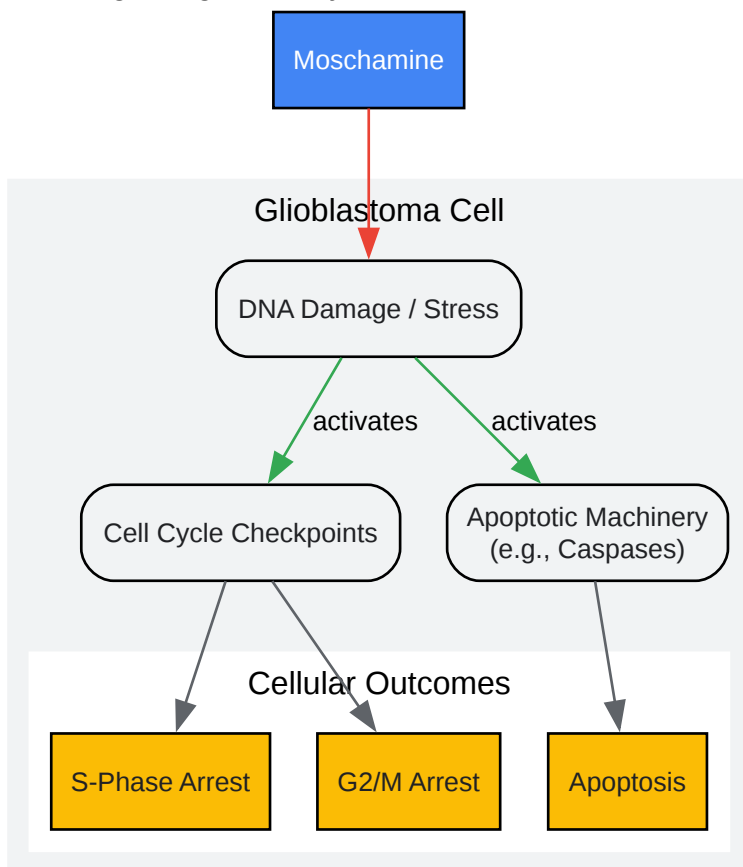 Moschamine
Glioblastoma Cell
DNA Damage / Stress
activates
activates
Cell Cycle Checkpoints
Apoptotic Machinery
(e.g., Caspases)
Cellular Outcomes
S-Phase Arrest
G2/M Arrest
Apoptosis